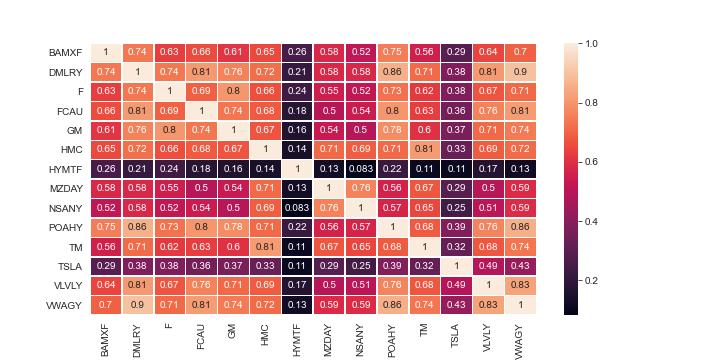 BAMXF 1 0.74 0.63 0.66 0.61 0.65 0.26 0.58 0.52 0.75 0.56 0.29 0.64 0.7
DMLRY 0.74 1 0.74 0.81 0.76 0.72 0.21 0.58 0.58 0.86 0.71 0.38 0.81 0.9
F 0.63 0.74 1 0.69 0.8 0.66 0.24 0.55 0.52 0.73 0.62 0.38 0.67 0.71
FCAU 0.66 0.81 0.69 1 0.74 0.68 0.18 0.5 0.54 0.8 0.63 0.36 0.76 0.81
GM 0.61 0.76 0.8 0.74 1 0.67 0.16 0.54 0.5 0.78 0.6 0.37 0.71 0.74
HMC 0.65 0.72 0.66 0.68 0.67 1 0.14 0.71 0.69 0.71 0.81 0.33 0.69 0.72
HYMTF 0.26 0.21 0.24 0.18 0.16 0.14 1 0.13 0.083 0.22 0.11 0.11 0.17 0.13
MZDAY 0.58 0.58 0.55 0.5 0.54 0.71 0.13 1 0.76 0.56 0.67 0.29 0.5 0.59
NSANY 0.52 0.58 0.52 0.54 0.5 0.69 0.083 0.76 1 0.57 0.65 0.25 0.51 0.59
POAHY 0.75 0.86 0.73 0.8 0.78 0.71 0.22 0.56 0.57 1 0.68 0.39 0.76 0.86
TM 0.56 0.71 0.62 0.63 0.6 0.81 0.11 0.67 0.65 0.68 1 0.32 0.68 0.74
TSLA 0.29 0.38 0.38 0.36 0.37 0.33 0.11 0.29 0.25 0.39 0.32 1 0.49 0.43
VLVLY 0.64 0.81 0.67 0.76 0.71 0.69 0.17 0.5 0.51 0.76 0.68 0.49 1 0.83
VWAGY 0.7 0.9 0.71 0.81 0.74 0.72 0.13 0.59 0.59 0.86 0.74 0.43 0.83 1
BAMXF DMLRY F FCAU GM HMC HYMTF MZDAY NSANY POAHY TM TSLA VLVLY VWAGY
1.0
0.8
0.6
0.4
0.2